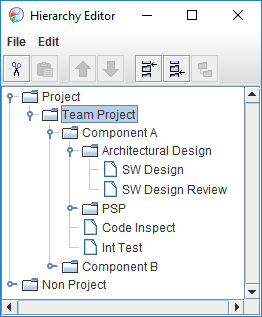 Hierarchy Editor
File Edit
Project
Team Project
Component A
Architectural Design
SW Design
SW Design Review
PSP
Code Inspect
Int Test
Component B
Non Project